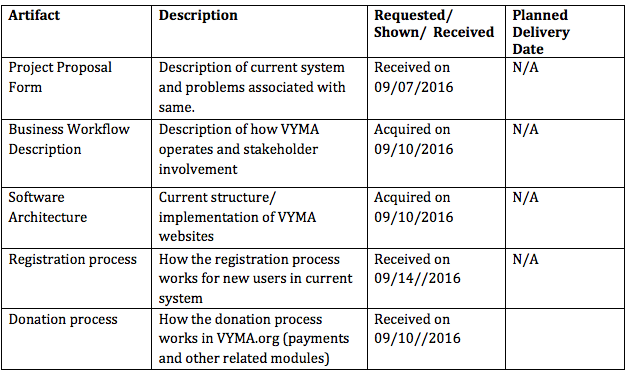 Artifact Description Requested/ Planned
Shown/ Received Delivery
Date
Project Proposal Description of current system Received on N/A
Form and problems associated with 09/07/2016
same.
Business Workflow Description of how VYMA Acquired on N/A
Description operates and stakeholder 09/10/2016
involvement
Software Current structure/ Acquired on N/A
Architecture implementation of VYMA 09/10/2016
websites
Registration process How the registration process Received on N/A
works for new users in current 09/14//2016
system
Donation process How the donation process Received on
works in VYMA.org (payments 09/10//2016
and other related modules)